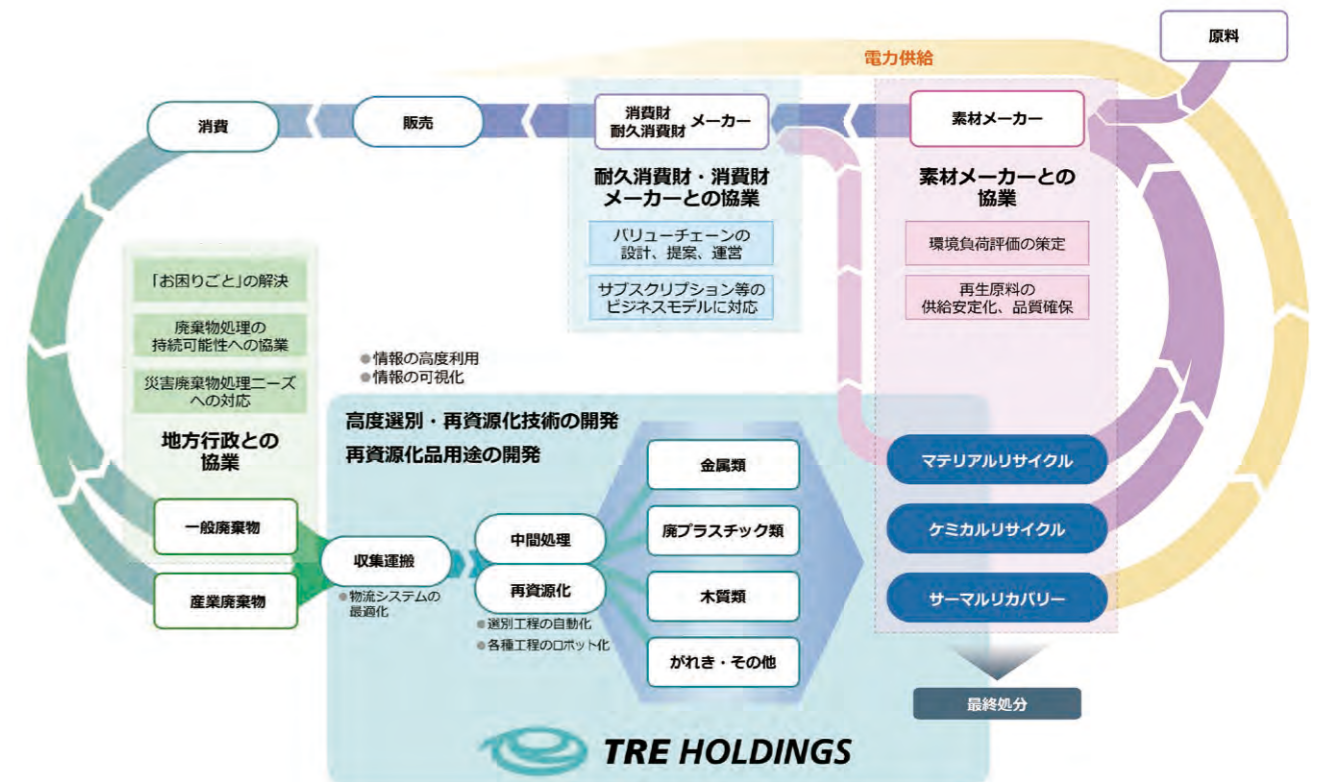 原料
電力供給
消費
販売
消費財
耐久消費財
メーカー
素材メーカー
耐久消費財・消費財
メーカーとの協業
バリューチェーンの
設計、提案、運営
サブスクリプション等の
ビジネスモデルに対応
素材メーカーとの
協業
環境負荷評価の策定
再生原料の
供給安定化、品質確保
「お困りごと」の解決
廃棄物処理の
持続可能性への協業
災害廃棄物処理ニーズ
への対応
地方行政との
協業
●情報の高度利用
●情報の可視化
高度選別・再資源化技術の開発
再資源化品用途の開発
一般廃棄物
産業廃棄物
収集運搬
●物流システムの
最適化
中間処理
再資源化
●選別工程の自動化
●各種工程のロボット化
金属類
廃プラスチック類
木質類
がれき・その他
マテリアルリサイクル
ケミカルリサイクル
サーマルリカバリー
最終処分
TRE HOLDINGS